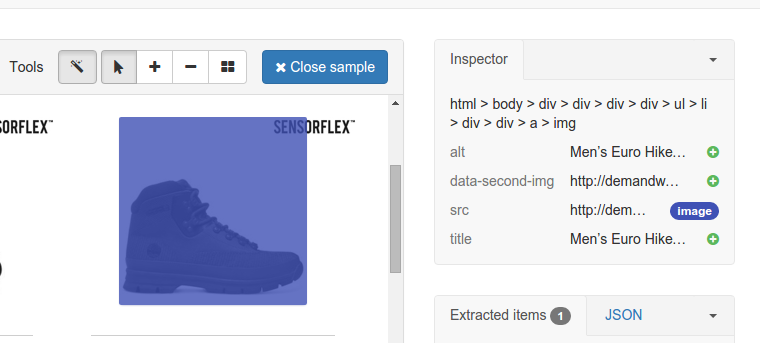 Tools
Close sample
SORFLEX™
SENSORFLEX™
Inspector
html > body > div > div > div > div > ul > li
> div > div > a > img
alt Men’s Euro Hike…
data-second-img http://demandw…
src http://dem… image
title Men’s Euro Hike…
Extracted items 1 JSON